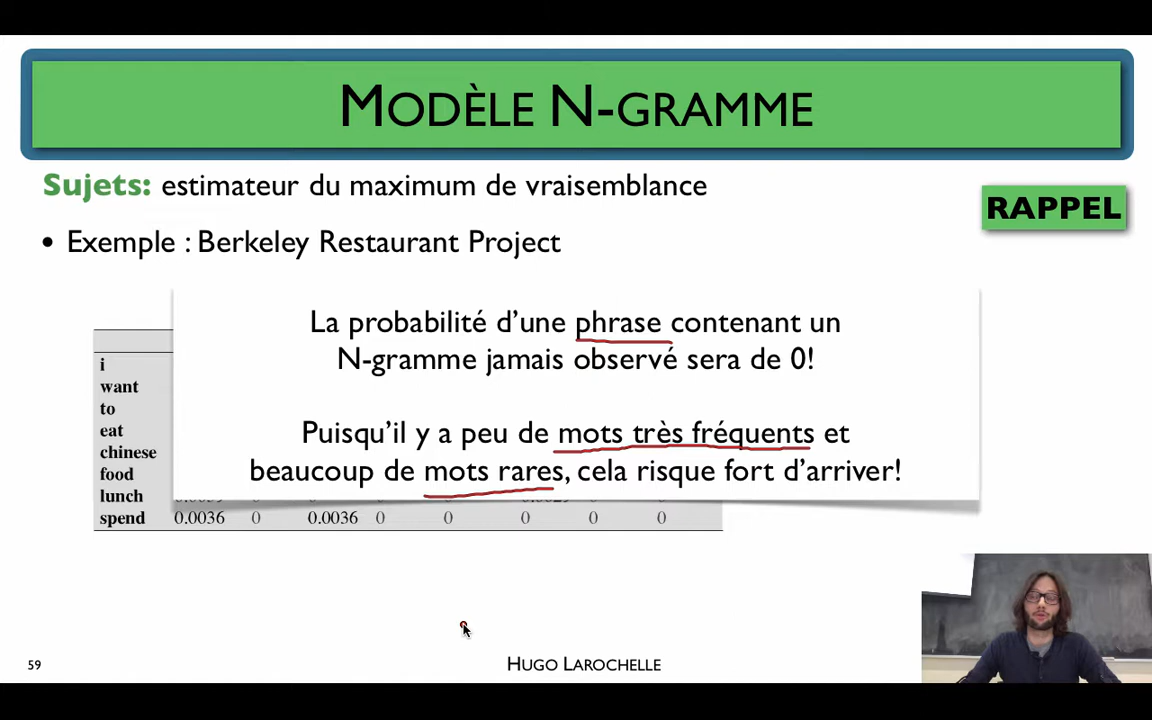 MODÈLE N-GRAMME
Sujets: estimateur du maximum de vraisemblance
RAPPEL
• Exemple : Berkeley Restaurant Project
La probabilité d'une phrase contenant un
N-gramme jamais observé sera de 0!
Puisqu'il y a peu de mots très fréquents et
beaucoup de mots rares, cela risque fort d'arriver!
i
want
to
eat
chinese
food
lunch
spend 0.0036 0 0.0036 0 0 0 0 0
59
HUGO LAROCHELLE